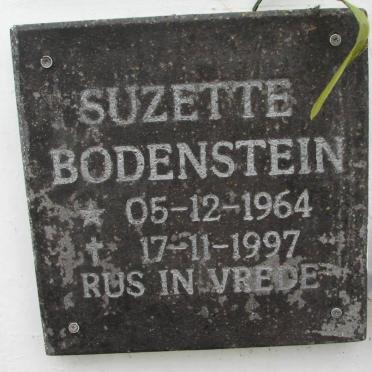 SUZETTE
BODENSTEIN
★ 05-12-1964
† 17-11-1997
RUS IN VREDE